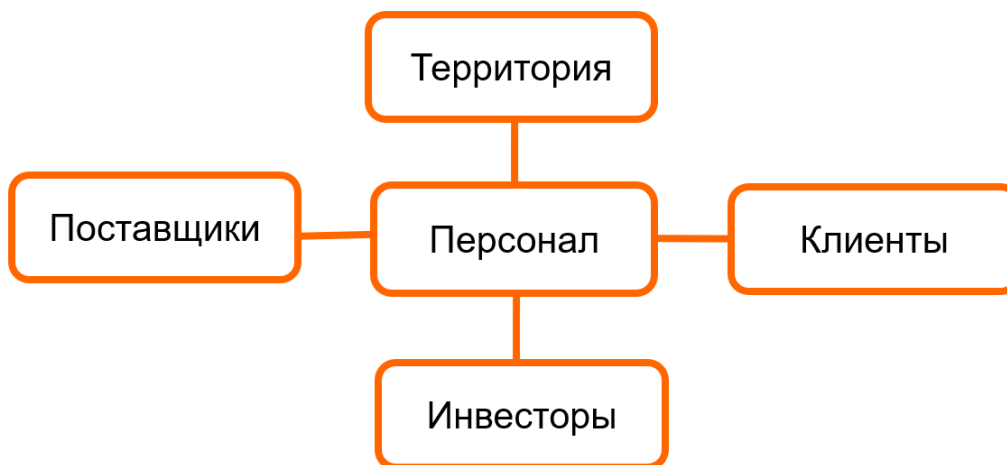 Территория
Поставщики
Персонал
Клиенты
Инвесторы